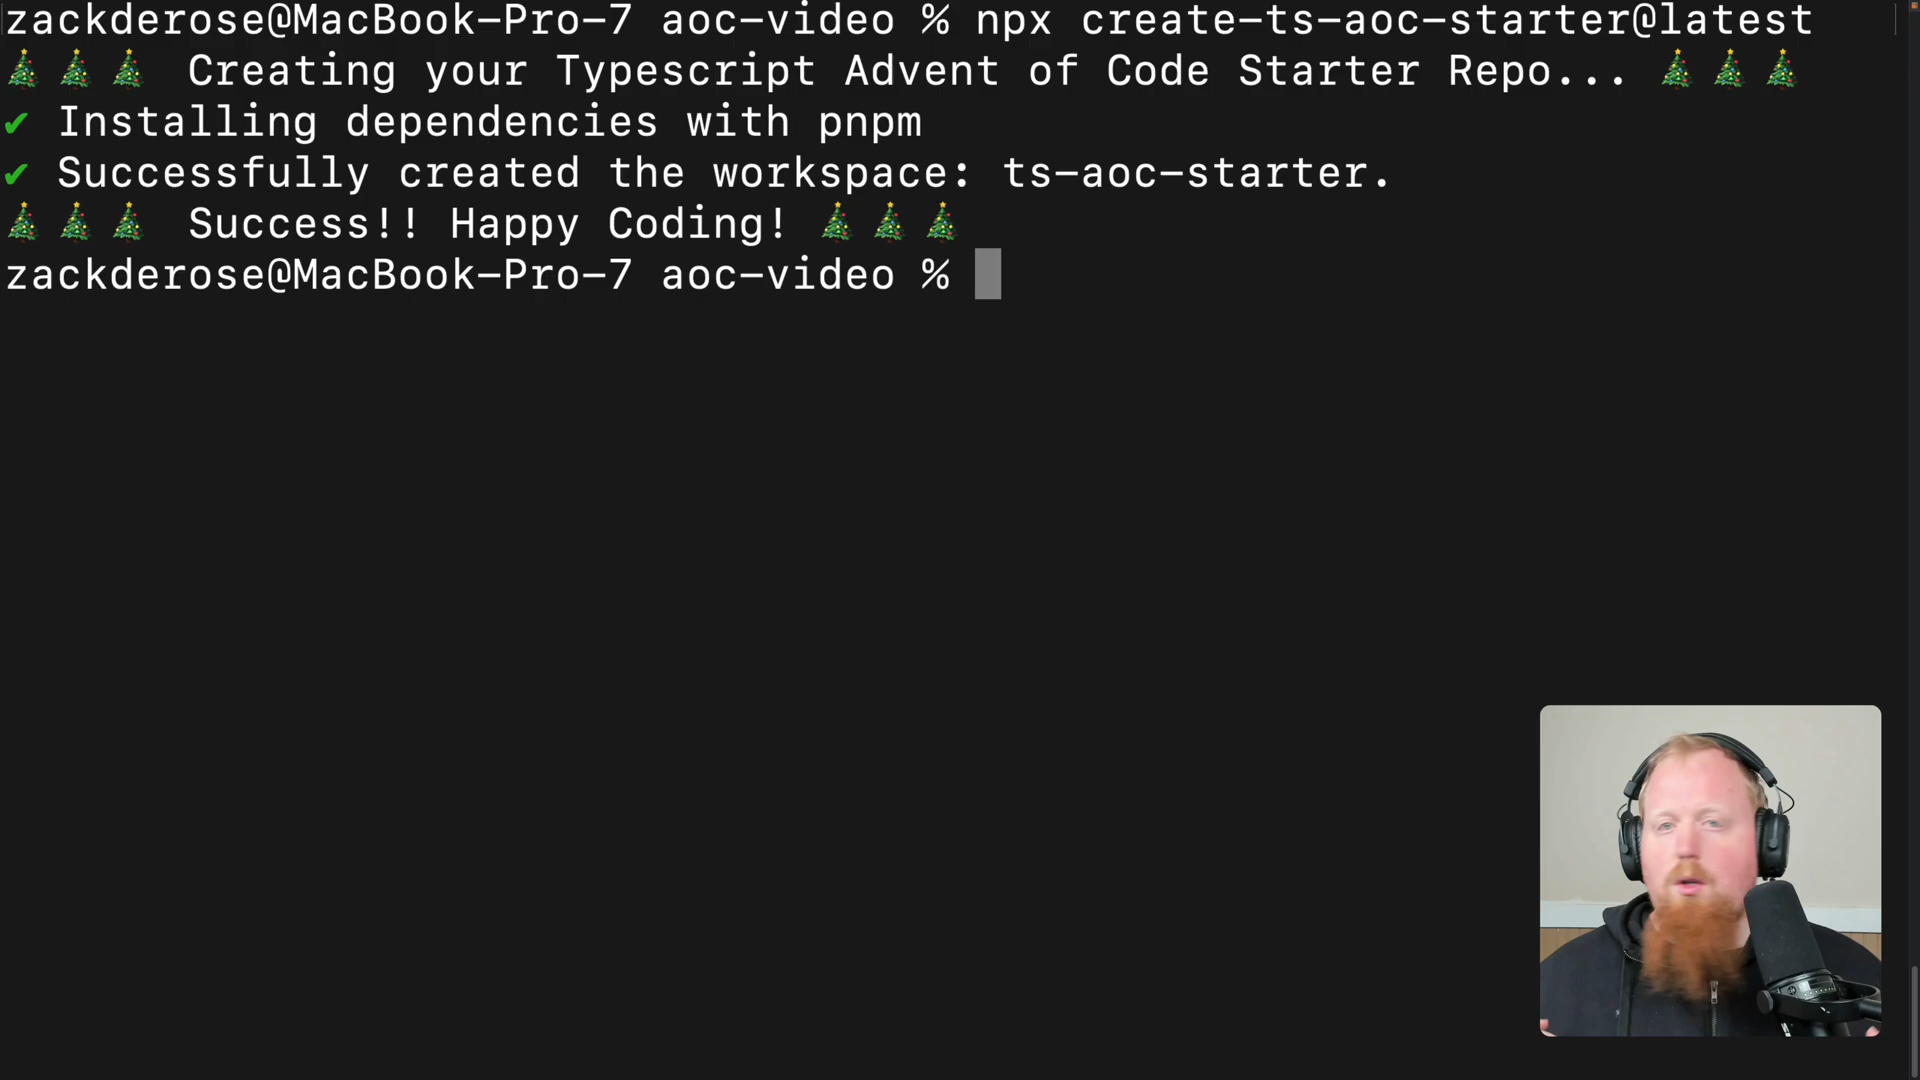 zackderose@MacBook-Pro-7 aoc-video % npx create-ts-aoc-starter@latest
🎄 🎄 🎄 Creating your Typescript Advent of Code Starter Repo... 🎄 🎄 🎄
✔ Installing dependencies with pnpm
✔ Successfully created the workspace: ts-aoc-starter.
🎄 🎄 🎄 Success!! Happy Coding! 🎄 🎄 🎄
zackderose@MacBook-Pro-7 aoc-video %